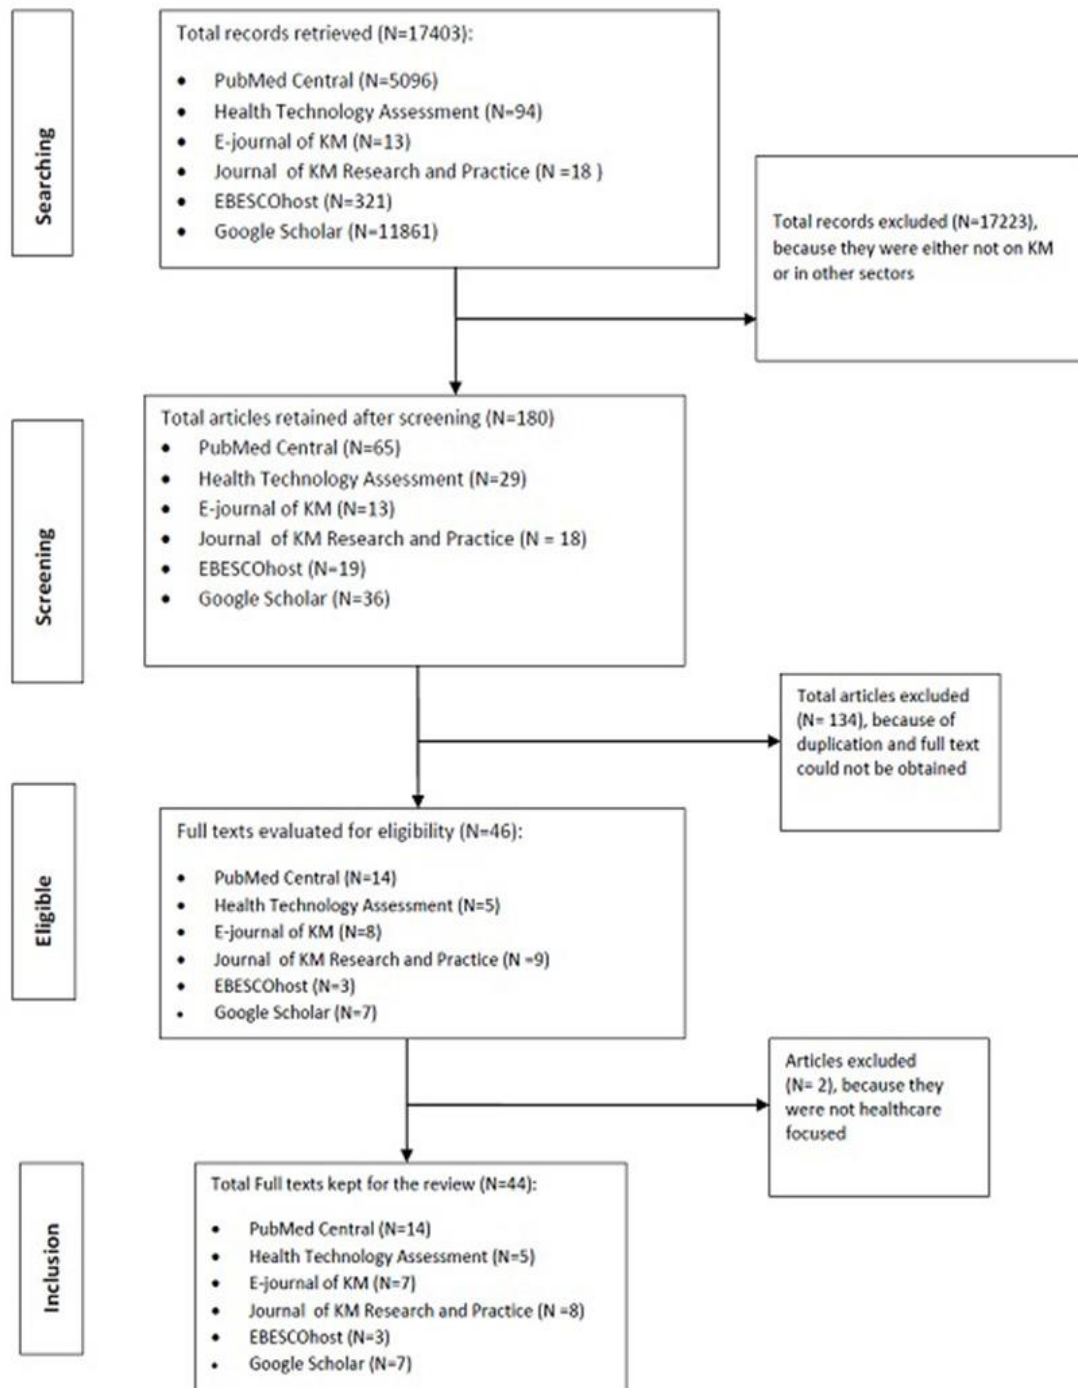 Searching
Total records retrieved (N=17403):
• PubMed Central (N=5096)
• Health Technology Assessment (N=94)
• E-journal of KM (N=13)
• Journal of KM Research and Practice (N =18 )
• EBESCOhost (N=321)
• Google Scholar (N=11861)
Total records excluded (N=17223),
because they were either not on KM
or in other sectors
Screening
Total articles retained after screening (N=180)
• PubMed Central (N=65)
• Health Technology Assessment (N=29)
• E-journal of KM (N=13)
• Journal of KM Research and Practice (N = 18)
• EBESCOhost (N=19)
• Google Scholar (N=36)
Total articles excluded
(N= 134), because of
duplication and full text
could not be obtained
Eligible
Full texts evaluated for eligibility (N=46):
• PubMed Central (N=14)
• Health Technology Assessment (N=5)
• E-journal of KM (N=8)
• Journal of KM Research and Practice (N =9)
• EBESCOhost (N=3)
• Google Scholar (N=7)
Articles excluded
(N= 2), because they
were not healthcare
focused
Inclusion
Total Full texts kept for the review (N=44):
• PubMed Central (N=14)
• Health Technology Assessment (N=5)
• E-journal of KM (N=7)
• Journal of KM Research and Practice (N =8)
• EBESCOhost (N=3)
• Google Scholar (N=7)